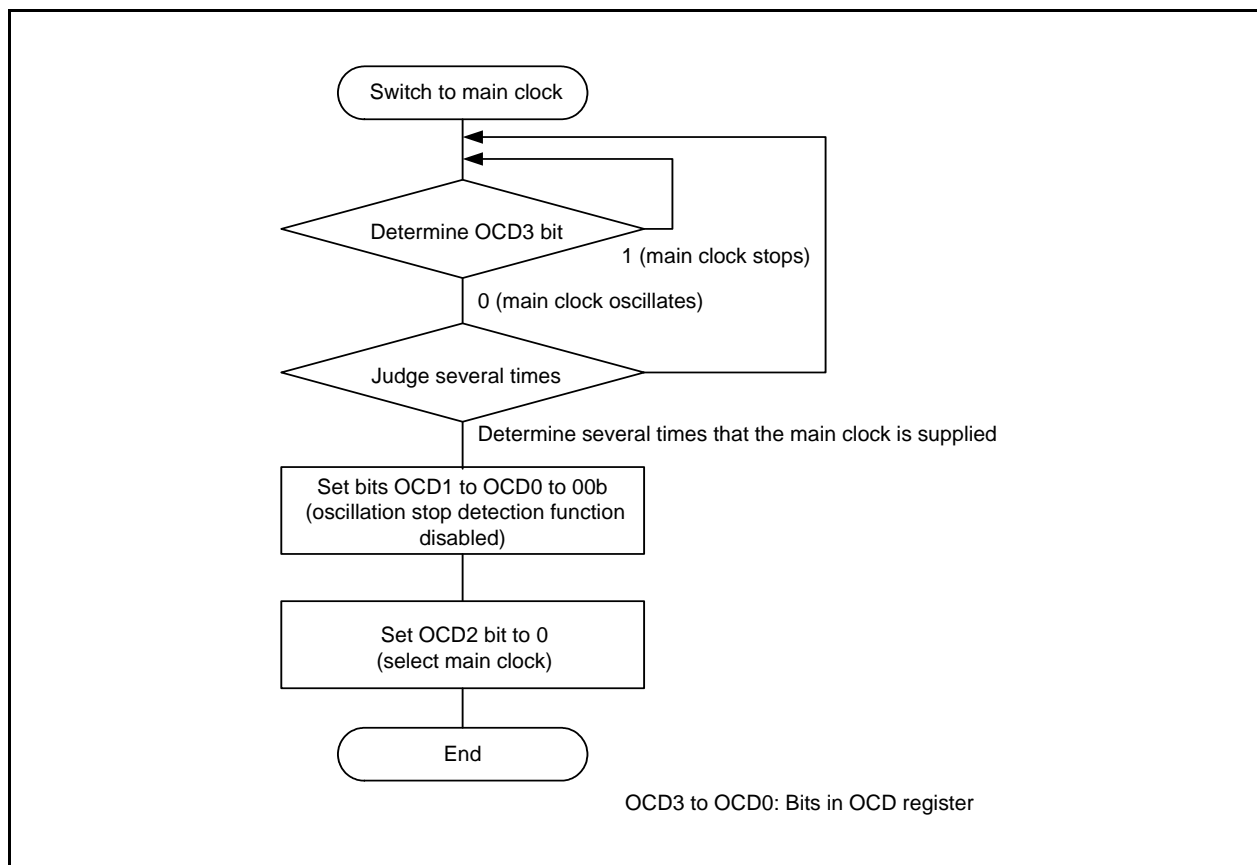 Switch to main clock
Determine OCD3 bit
1 (main clock stops)
0 (main clock oscillates)
Judge several times
Determine several times that the main clock is supplied
Set bits OCD1 to OCD0 to 00b
(oscillation stop detection function
disabled)
Set OCD2 bit to 0
(select main clock)
End
OCD3 to OCD0: Bits in OCD register